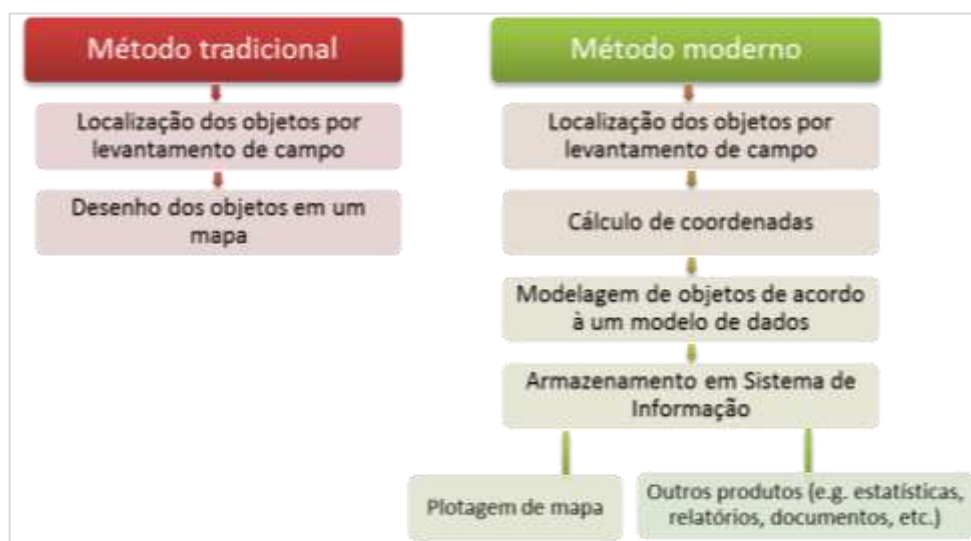 Método tradicional
Localização dos objetos por
levantamento de campo
Desenho dos objetos em um
mapa
Método moderno
Localização dos objetos por
levantamento de campo
Cálculo de coordenadas
Modelagem de objetos de acordo
à um modelo de dados
Armazenamento em Sistema de
Informação
Plotagem de mapa
Outros produtos (e.g. estatísticas,
relatórios, documentos, etc.)